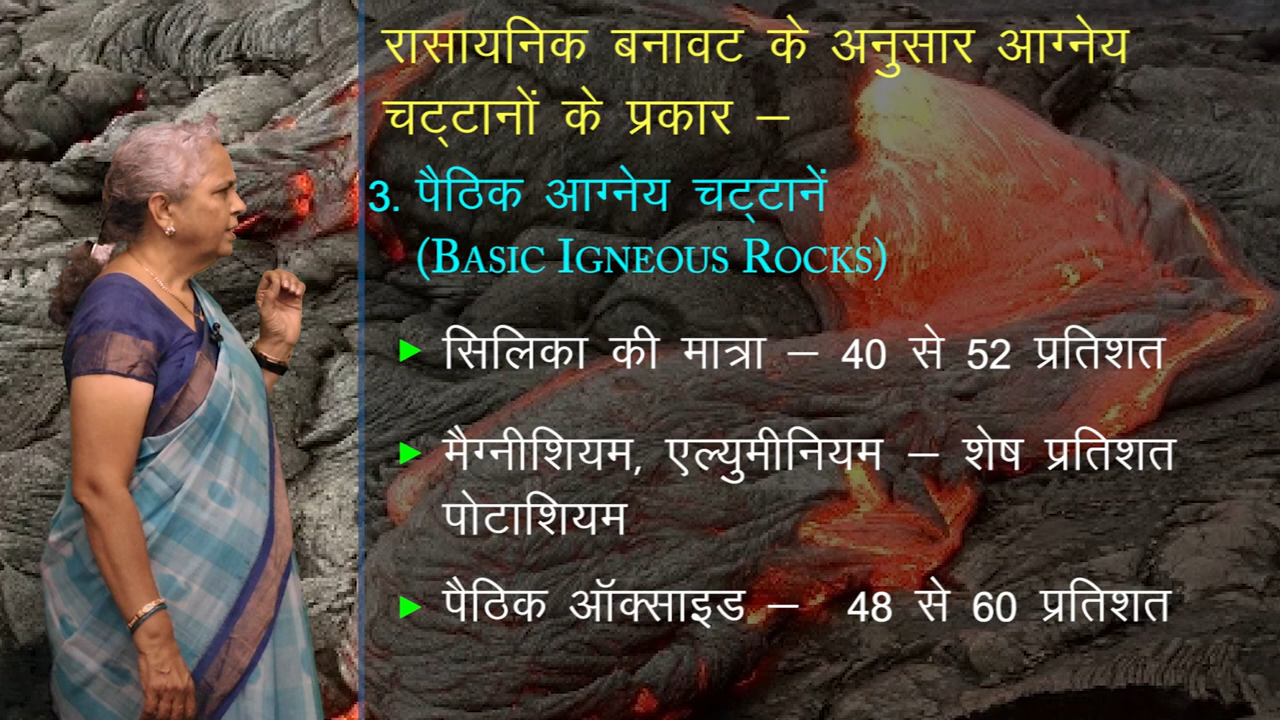 रासायनिक बनावट के अनुसार आग्नेय
चट्टानों के प्रकार –
3. पैठिक आग्नेय चट्टानें
(BASIC IGNEOUS ROCKS)
सिलिका की मात्रा – 40 से 52 प्रतिशत
मैग्नीशियम, एल्युमीनियम – शेष प्रतिशत
पोटाशियम
पैठिक ऑक्साइड – 48 से 60 प्रतिशत